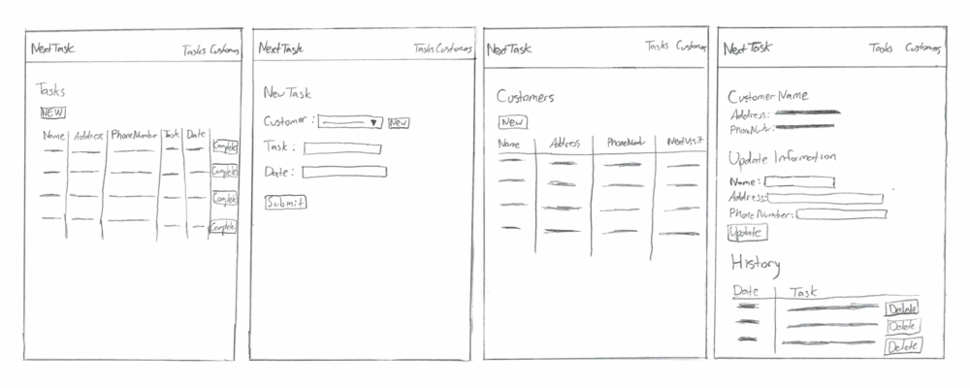 NextTask Tasks Customers
Tasks
NEW
Name Address PhoneNumber Task Date
Complete
Complete
Complete
Complete
NextTask Tasks Customers
New Task
Customer : New
Task :
Date :
Submit
NextTask Tasks Customers
Customers
New
Name Address PhoneNumber NextVisit
NextTask Tasks Customers
Customer Name
Address:
PhoneNumber:
Update Information
Name:
Address:
PhoneNumber:
Update
History
Date Task
Delete
Delete
Delete